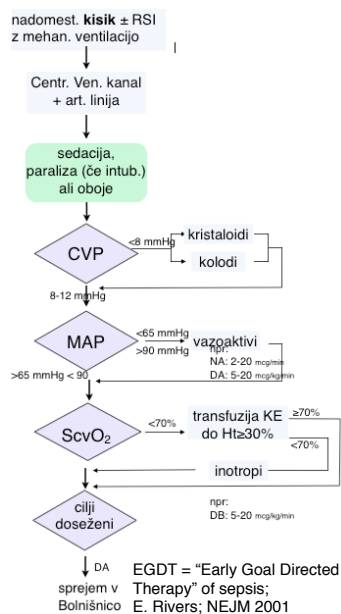 nadomest. kisik ± RSI
z mehan. ventilacijo
Centr. Ven. kanal
+ art. linija
sedacija,
paraliza (če intub.)
ali oboje
CVP
<8 mmHg
kristaloidi
kolodi
8-12 mmHg
MAP
<65 mmHg
>90 mmHg
vazoaktivi
npr:
NA: 2-20 mcg/min
DA: 5-20 mcg/kg/min
>65 mmHg < 90
ScvO₂
<70%
transfuzija KE
do Ht≥30%
≥70%
<70%
inotropi
cilji
doseženi
npr:
DB: 5-20 mcg/kg/min
DA
sprejem v
Bolnišnico
EGDT = “Early Goal Directed
Therapy” of sepsis;
E. Rivers; NEJM 2001